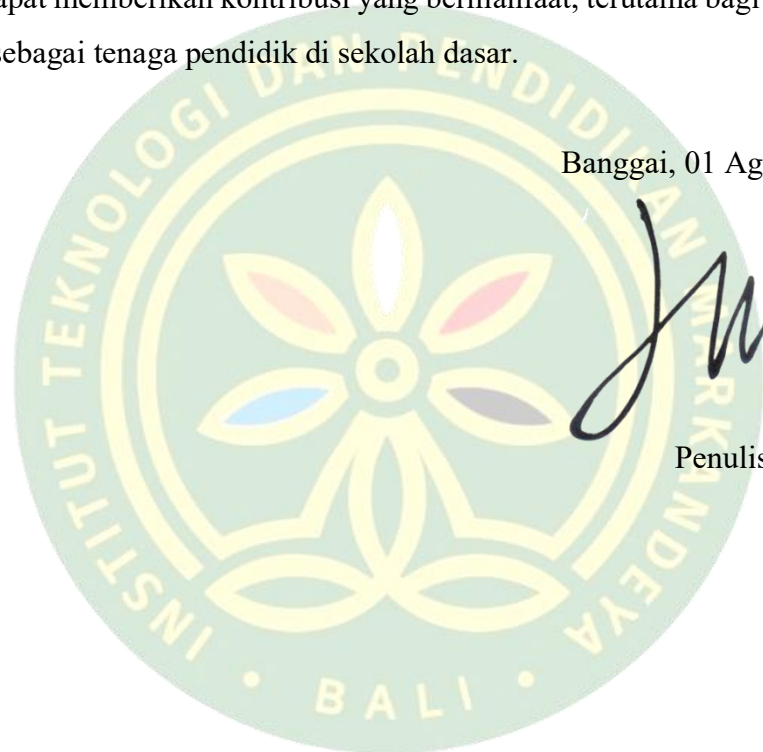 dapat memberikan kontribusi yang bermanfaat, terutama bagi
sebagai tenaga pendidik di sekolah dasar.
Banggai, 01 Ag
Penulis
INSTITUT TEKNOLOGI DAN PENDIDIKAN MARKANDEYA
• BALI •